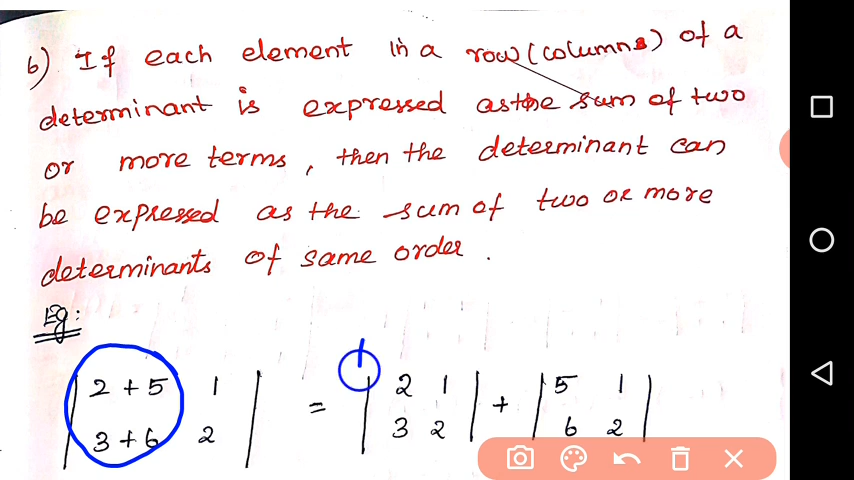 6) If each element in a row (columns) of a
determinant is expressed as the sum of two
or more terms, then the determinant can
be expressed as the sum of two or more
determinants of same order.
Eg:
| 2 + 5 1 | = | 2 1 | + | 5 1 |
| 3 + 6 2 | | 3 2 | | 6 2 |